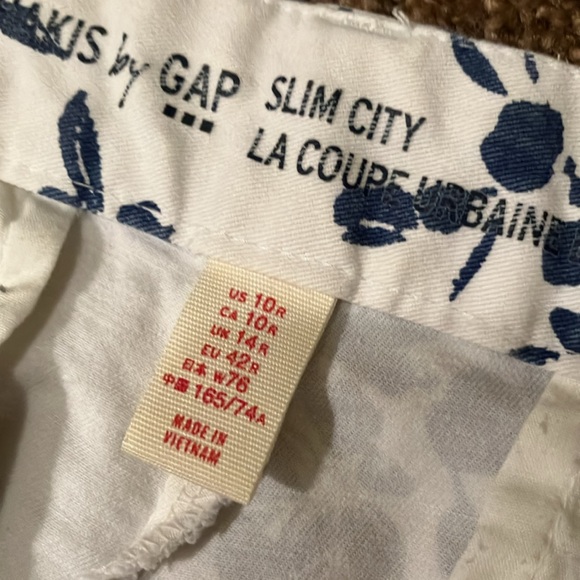 AKIS by GAP
SLIM CITY
LA COUPE URBAINE
US 10R
CA 10R
UK 14R
EU 42R
日本 W76
中国 165/74A
MADE IN
VIETNAM